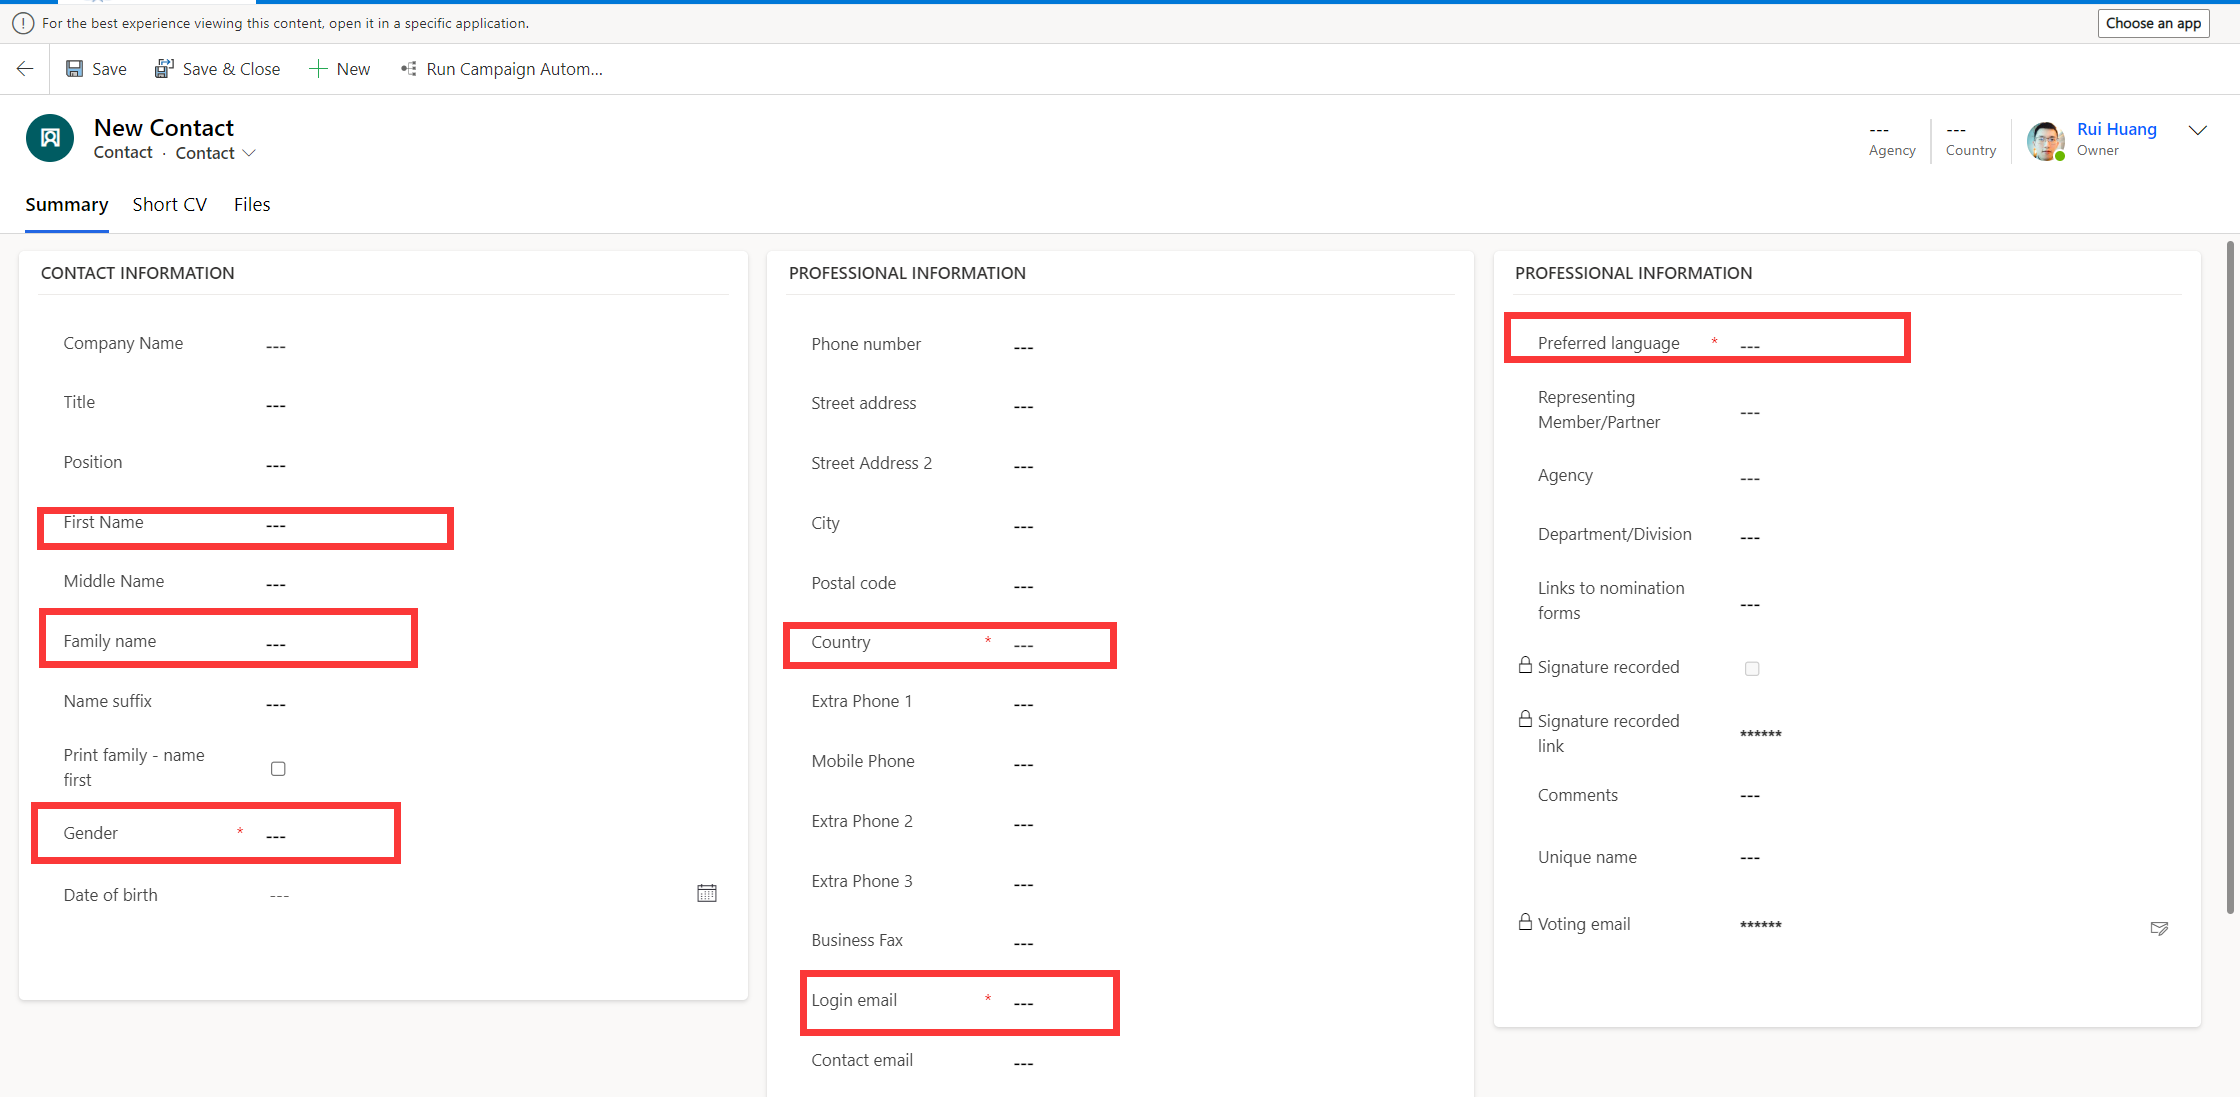 For the best experience viewing this content, open it in a specific application.
Choose an app
Save
Save & Close
New
Run Campaign Autom...
New Contact
Contact · Contact
---
Agency
---
Country
Rui Huang
Owner
Summary
Short CV
Files
CONTACT INFORMATION
Company Name ---
Title ---
Position ---
First Name ---
Middle Name ---
Family name ---
Name suffix ---
Print family - name
first
Gender * ---
Date of birth ---
PROFESSIONAL INFORMATION
Phone number ---
Street address ---
Street Address 2 ---
City ---
Postal code ---
Country * ---
Extra Phone 1 ---
Mobile Phone ---
Extra Phone 2 ---
Extra Phone 3 ---
Business Fax ---
Login email * ---
Contact email ---
PROFESSIONAL INFORMATION
Preferred language * ---
Representing
Member/Partner ---
Agency ---
Department/Division ---
Links to nomination
forms ---
Signature recorded
Signature recorded
link ******
Comments ---
Unique name ---
Voting email ******